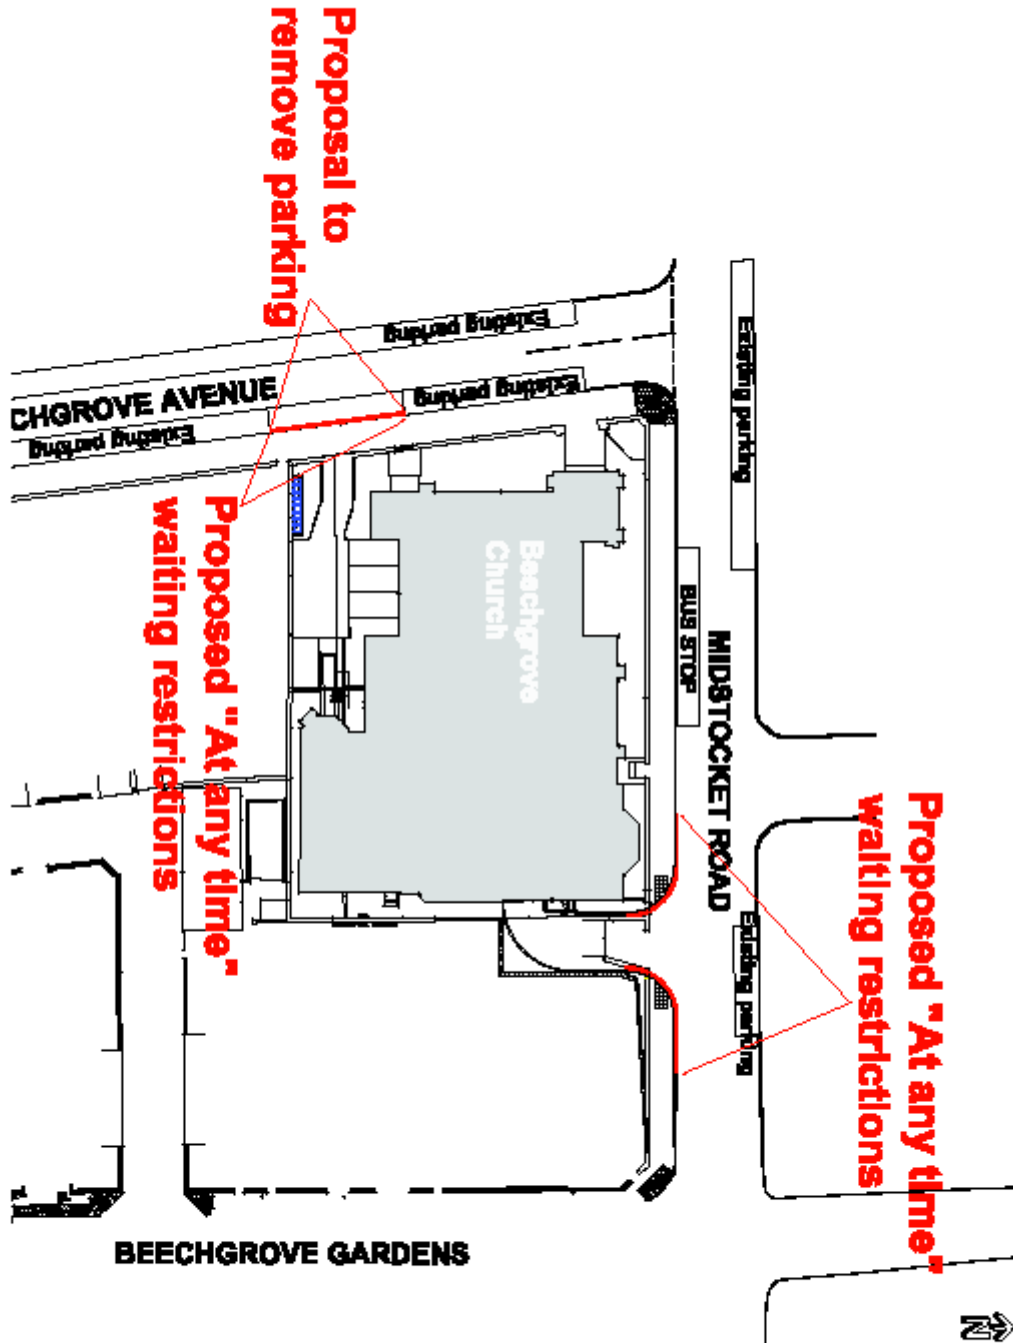 Proposal to
remove parking
Existing parking
Existing parking
CHGROVE AVENUE
Existing parking
Existing parking
Proposed "At any time"
waiting restrictions
Beechgrove
Church
BUS STOP
MIDSTOCKET ROAD
Proposed "At any time"
waiting restrictions
Existing parking
BEECHGROVE GARDENS
N